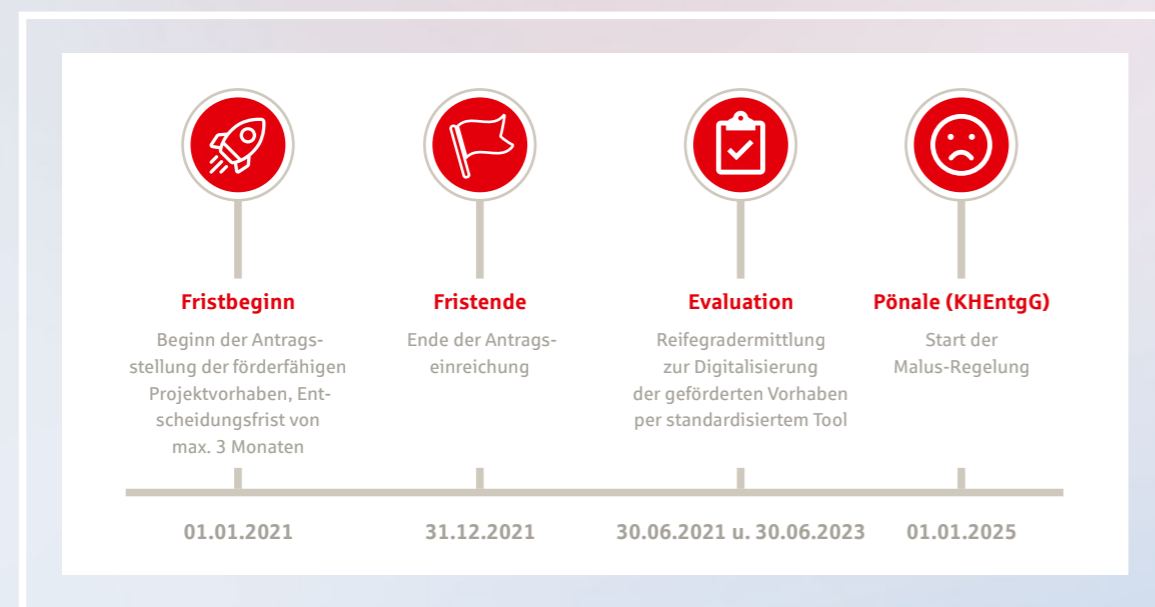 Fristbeginn
Beginn der Antrags-
stellung der förderfähigen
Projektvorhaben, Ent-
scheidungsfrist von
max. 3 Monaten
01.01.2021
Fristende
Ende der Antrags-
einreichung
31.12.2021
Evaluation
Reifegradermittlung
zur Digitalisierung
der geförderten Vorhaben
per standardisiertem Tool
30.06.2021 u. 30.06.2023
Pönale (KHEntgG)
Start der
Malus-Regelung
01.01.2025